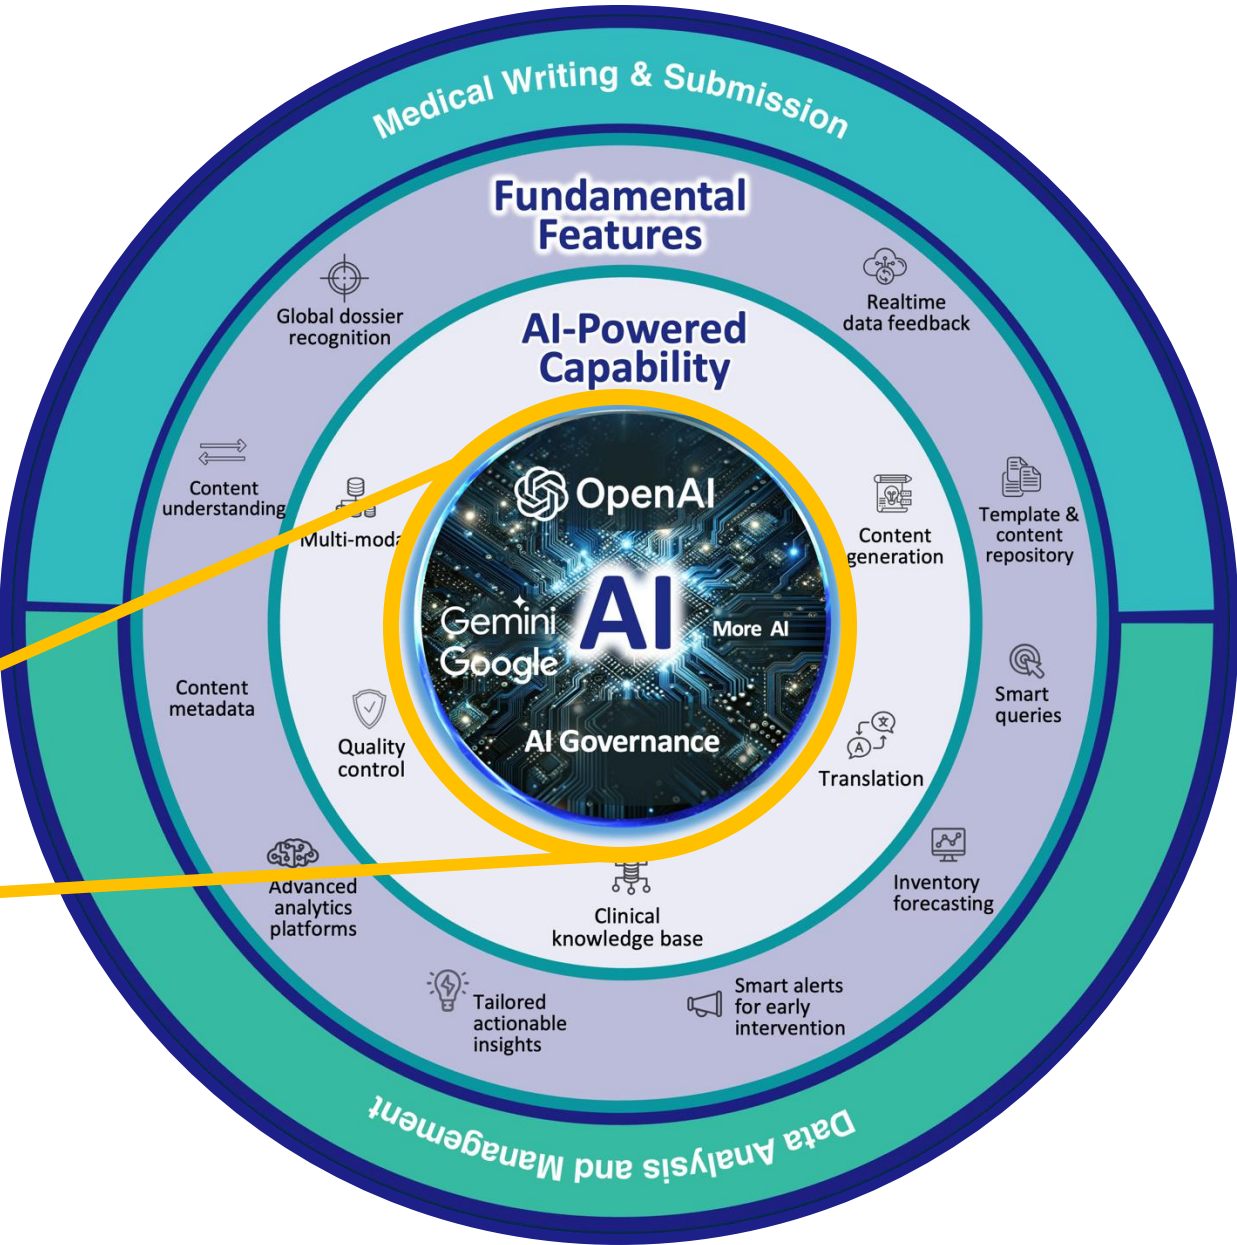 Medical Writing & Submission
Fundamental
Features
Global dossier
recognition
Realtime
data feedback
AI-Powered
Capability
Content
understanding
Multi-moda
OpenAI
Content
generation
Template &
content
repository
Gemini
Google
AI
More AI
AI Governance
Content
metadata
Quality
control
Smart
queries
Translation
Advanced
analytics
platforms
Inventory
forecasting
Clinical
knowledge base
Tailored
actionable
insights
Smart alerts
for early
intervention
Data Analysis and Management